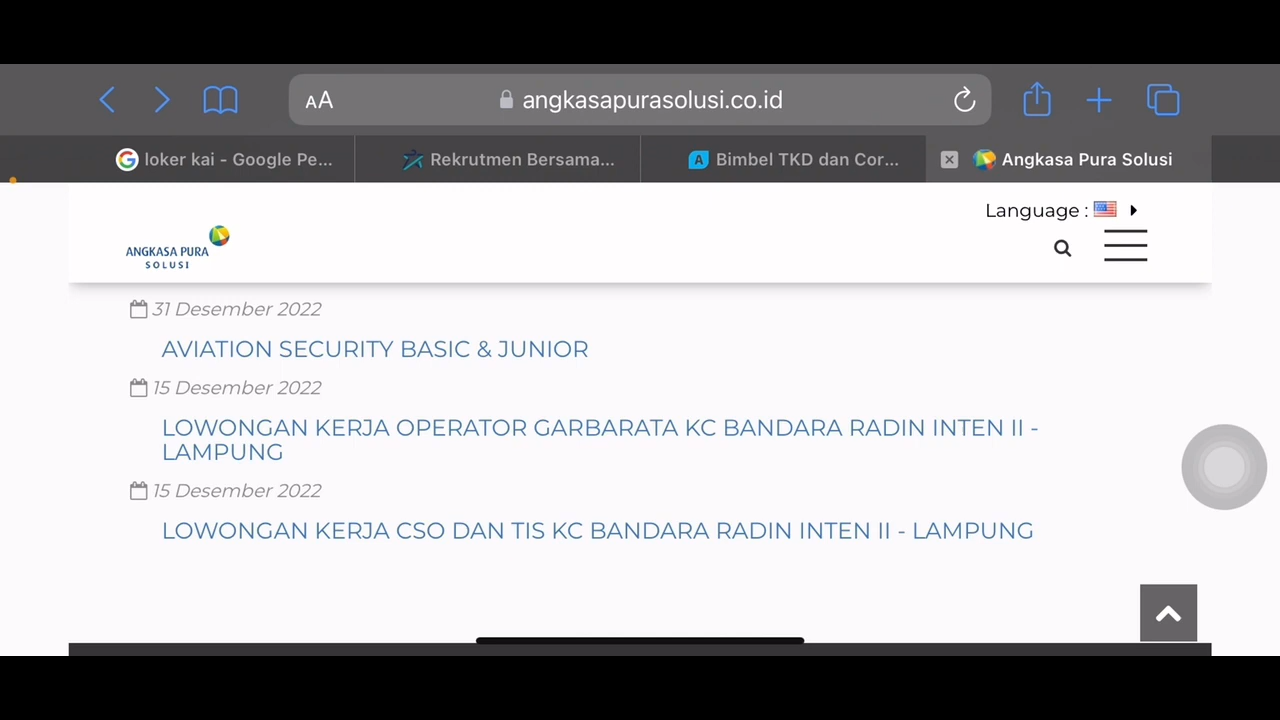 AA angkasapurasolusi.co.id
loker kai - Google Pe... Rekrutmen Bersama... Bimbel TKD dan Cor... Angkasa Pura Solusi
Language :
ANGKASA PURA
SOLUSI
31 Desember 2022
AVIATION SECURITY BASIC & JUNIOR
15 Desember 2022
LOWONGAN KERJA OPERATOR GARBARATA KC BANDARA RADIN INTEN II -
LAMPUNG
15 Desember 2022
LOWONGAN KERJA CSO DAN TIS KC BANDARA RADIN INTEN II - LAMPUNG